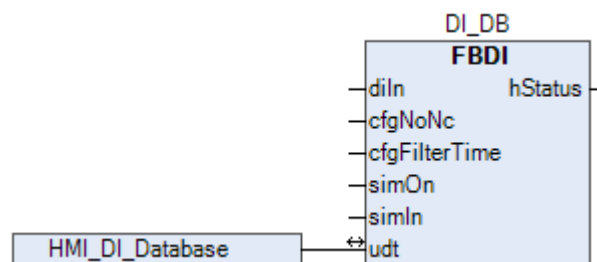 DI_DB
FBDI
diIn hStatus
cfgNoNc
cfgFilterTime
simOn
simIn
HMI_DI_Database udt